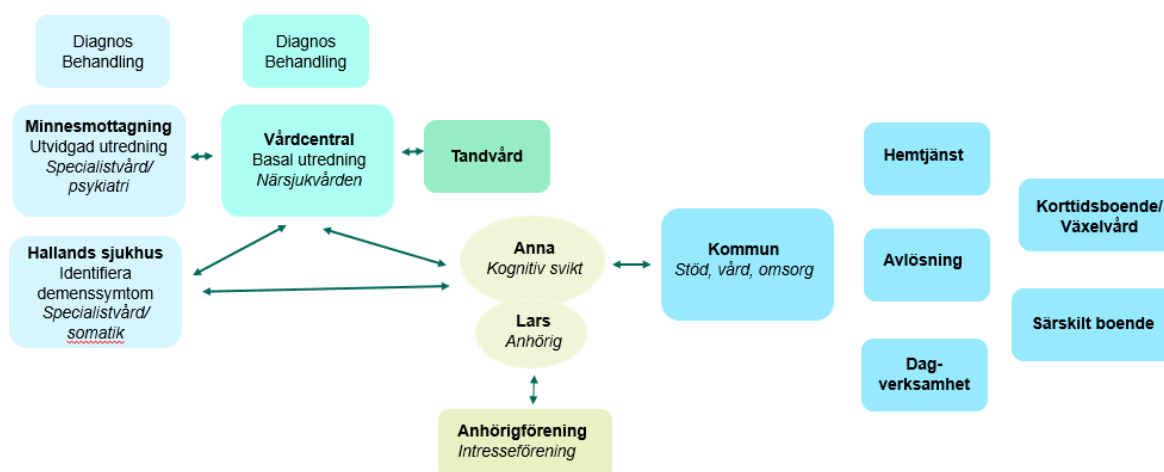 Diagnos
Behandling
Diagnos
Behandling
Minnesmottagning
Utvidgad utredning
Specialistvård/
psykiatri
Vårdcentral
Basal utredning
Närsjukvården
Tandvård
Hemtjänst
Korttidsboende/
Växelvård
Hallands sjukhus
Identifiera
demenssymtom
Specialistvård/
somatik
Anna
Kognitiv svikt
Kommun
Stöd, vård, omsorg
Avlösning
Särskilt boende
Lars
Anhörig
Dag-
verksamhet
Anhörigförening
Intresseförening